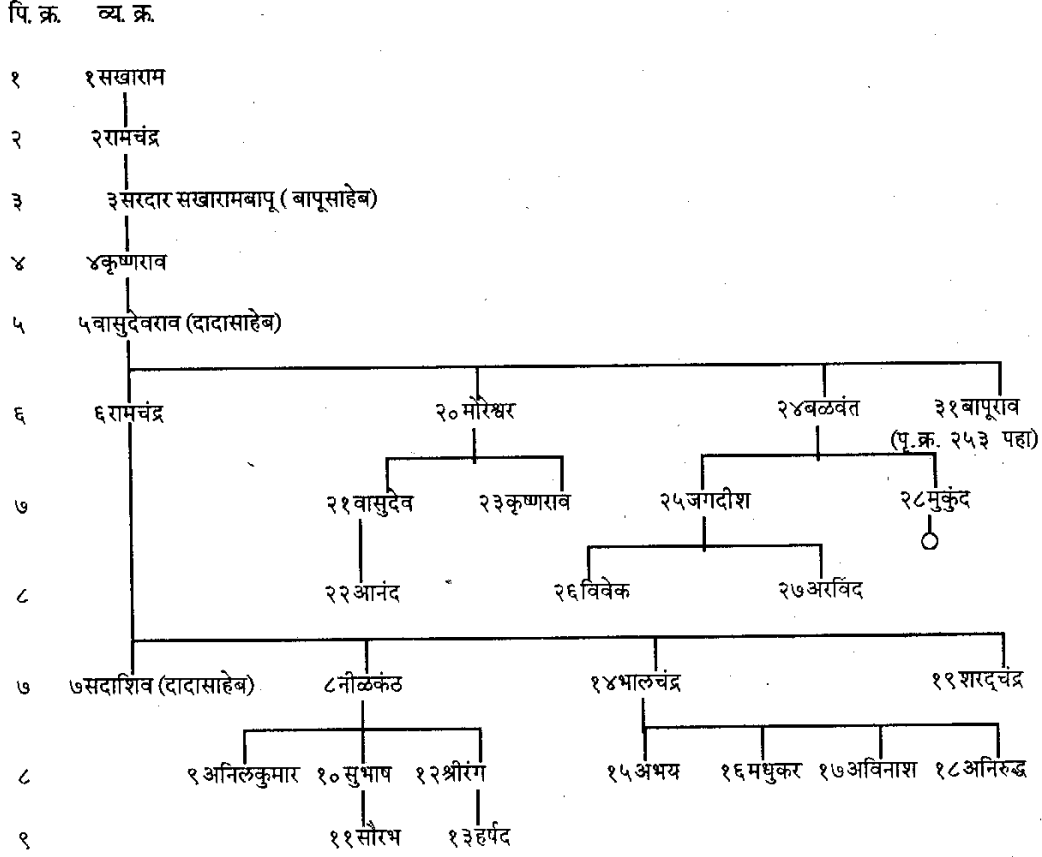 पि. क्र. व्य. क्र.
१ १सखाराम
२ २रामचंद्र
३ ३सरदार सखारामबापू ( बापूसाहेब)
४ ४कृष्णराव
५ ५वासुदेवराव (दादासाहेब)
६ ६रामचंद्र २०मोरेश्वर २४बळवंत ३१बापूराव
(पृ.क्र. २५३ पहा)
७ २१वासुदेव २३कृष्णराव २५जगदीश २८मुकुंद
८ २२आनंद २६विवेक २७अरविंद
७ ७सदाशिव (दादासाहेब) ८नीळकंठ १४भालचंद्र १९शरद्चंद्र
८ ९अनिलकुमार १०सुभाष १२श्रीरंग १५अभय १६मधुकर १७अविनाश १८अनिरुद्ध
९ ११सौरभ १३हर्षद